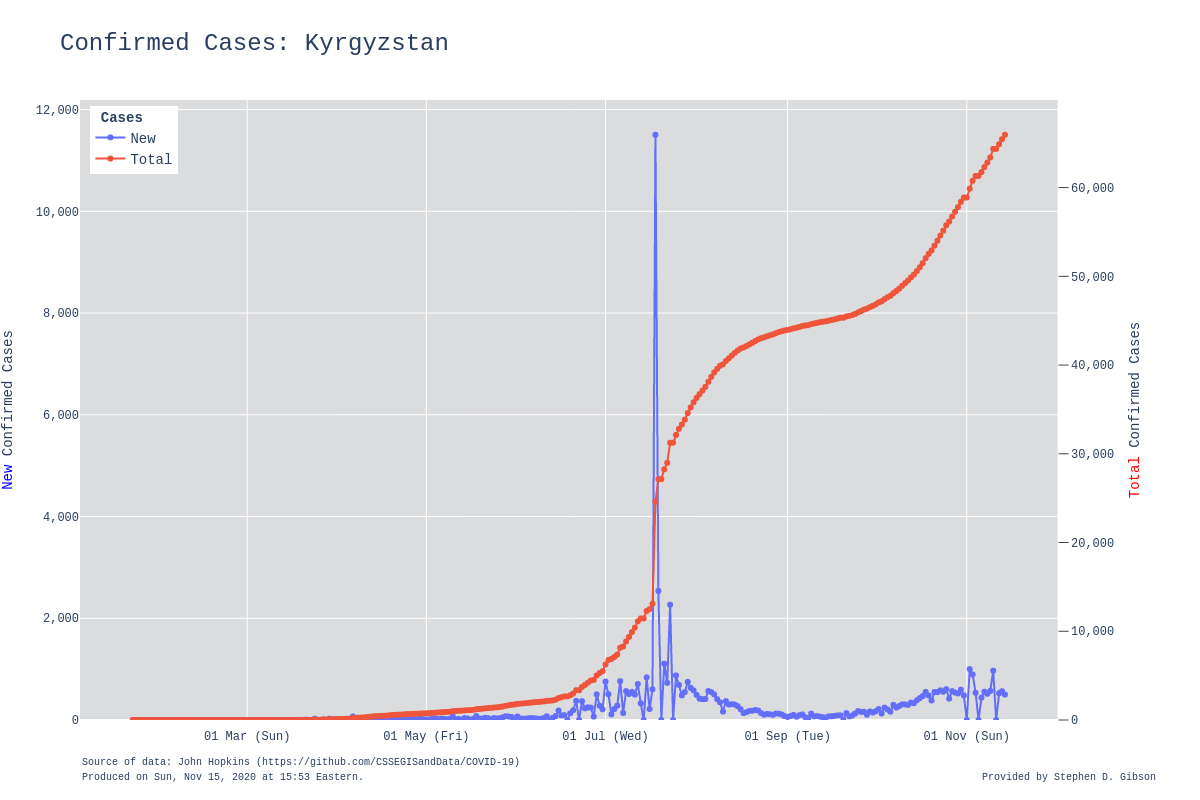 Confirmed Cases: Kyrgyzstan
Cases
New
Total
12,000
10,000
8,000
6,000
4,000
2,000
0
New Confirmed Cases
60,000
50,000
40,000
30,000
20,000
10,000
0
Total Confirmed Cases
01 Mar (Sun)
01 May (Fri)
01 Jul (Wed)
01 Sep (Tue)
01 Nov (Sun)
Source of data: John Hopkins (https://github.com/CSSEGISandData/COVID-19)
Produced on Sun, Nov 15, 2020 at 15:53 Eastern.
Provided by Stephen D. Gibson